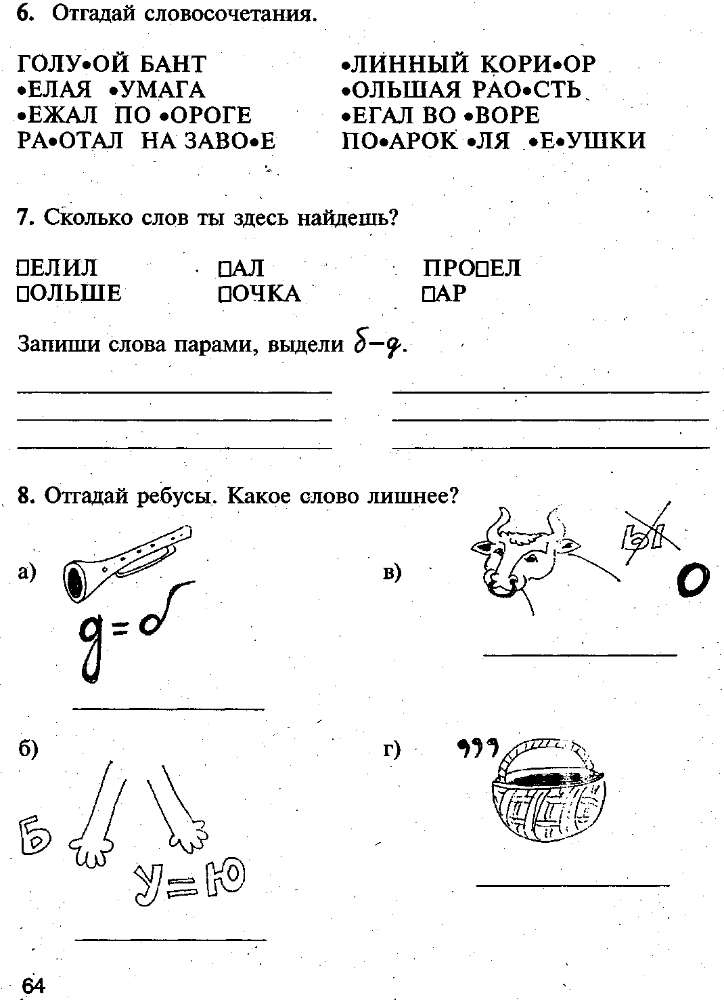 6. Отгадай словосочетания.
ГОЛУ•ОЙ БАНТ
•ЕЛАЯ •УМАГА
•ЕЖАЛ ПО •ОРОГЕ
РА•ОТАЛ НА ЗАВО•Е
•ЛИННЫЙ КОРИ•ОР
•ОЛЬШАЯ РАО•СТЬ
•ЕГАЛ ВО •ВОРЕ
ПО•АРОК •ЛЯ •Е•УШКИ
7. Сколько слов ты здесь найдешь?
□ЕЛИЛ □АЛ ПРО□ЕЛ
□ОЛЬШЕ □ОЧКА □АР
Запиши слова парами, выдели б–д.
8. Отгадай ребусы. Какое слово лишнее?
а)
д = б
в)
Ы
О
б)
Б
У=Ю
г)
,,,
64